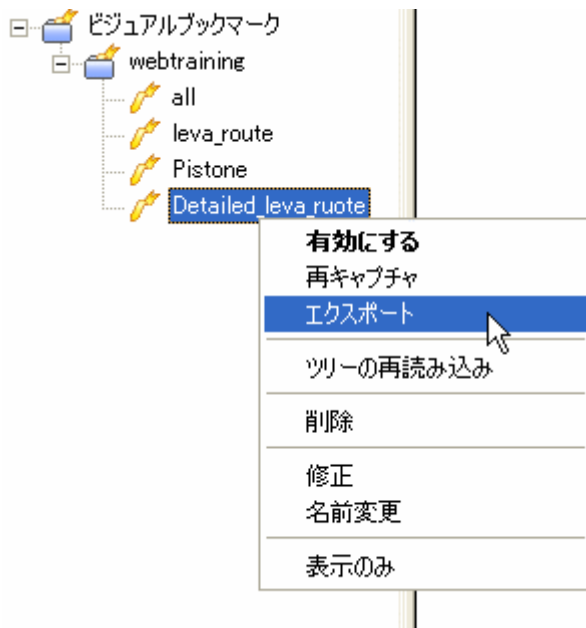 ビジュアルブックマーク
webtraining
all
leva_route
Pistone
Detailed_leva_ruote
有効にする
再キャプチャ
エクスポート
ツリーの再読み込み
削除
修正
名前変更
表示のみ